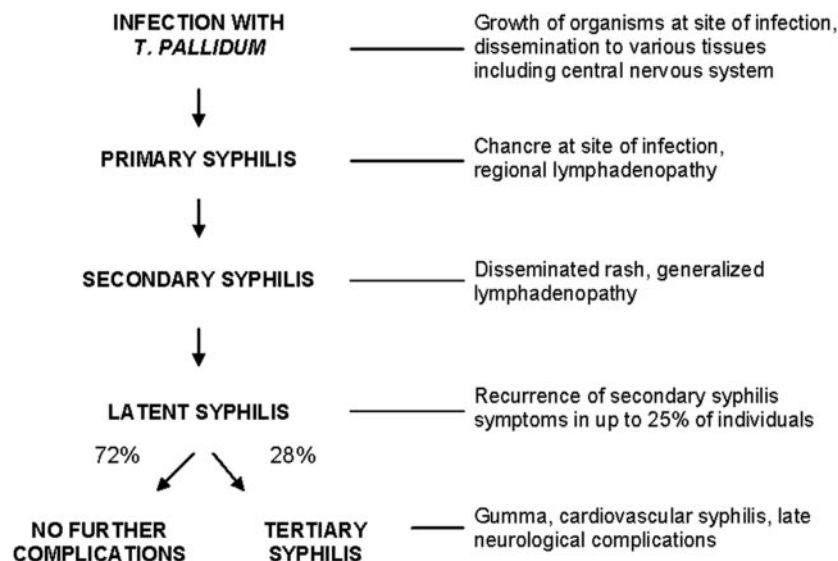 INFECTION WITH
T. PALLIDUM
Growth of organisms at site of infection,
dissemination to various tissues
including central nervous system
PRIMARY SYPHILIS
Chancre at site of infection,
regional lymphadenopathy
SECONDARY SYPHILIS
Disseminated rash, generalized
lymphadenopathy
LATENT SYPHILIS
Recurrence of secondary syphilis
symptoms in up to 25% of individuals
72%
28%
NO FURTHER
COMPLICATIONS
TERTIARY
SYPHILIS
Gumma, cardiovascular syphilis, late
neurological complications